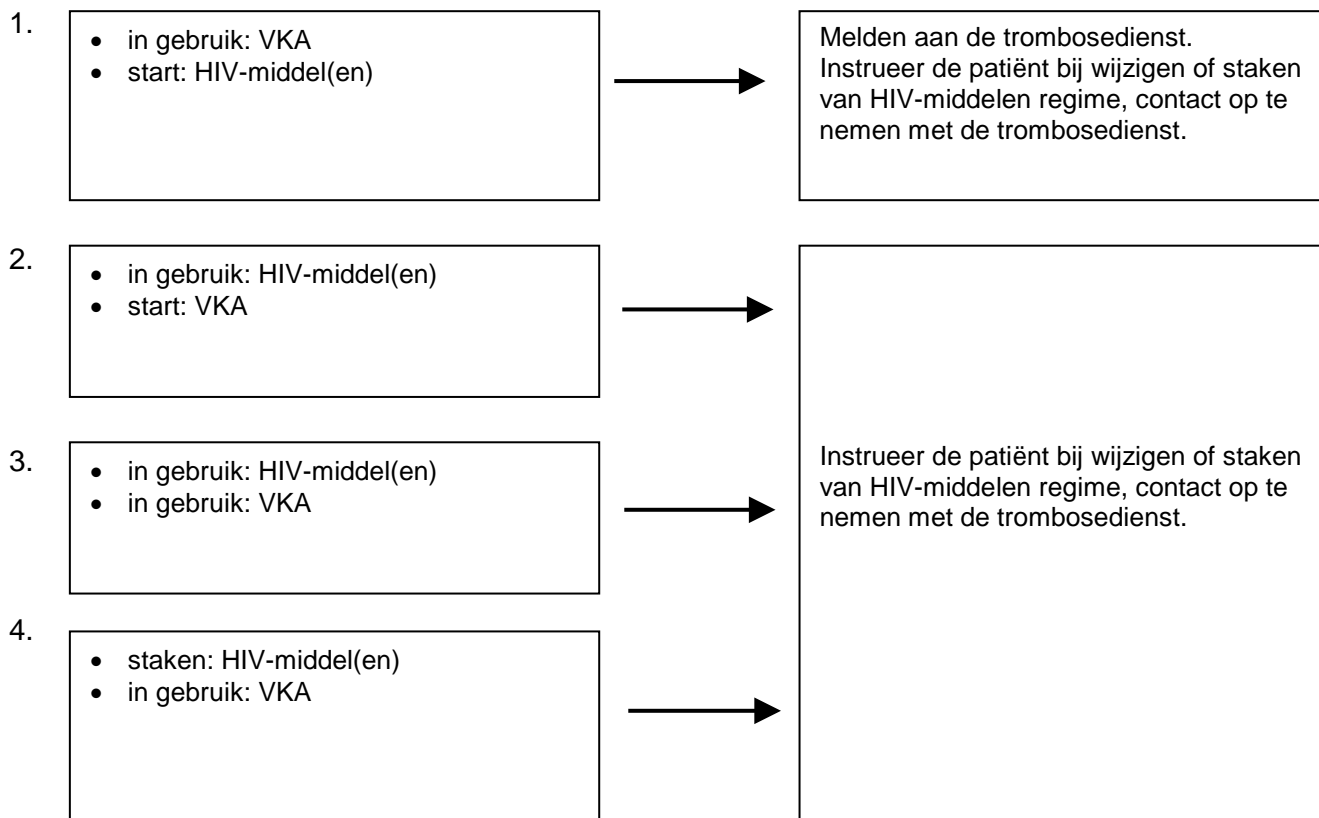 1.
• in gebruik: VKA
• start: HIV-middel(en)
Melden aan de trombosedienst.
Instrueer de patiënt bij wijzigen of staken
van HIV-middelen regime, contact op te
nemen met de trombosedienst.
2.
• in gebruik: HIV-middel(en)
• start: VKA
3.
• in gebruik: HIV-middel(en)
• in gebruik: VKA
Instrueer de patiënt bij wijzigen of staken
van HIV-middelen regime, contact op te
nemen met de trombosedienst.
4.
• staken: HIV-middel(en)
• in gebruik: VKA